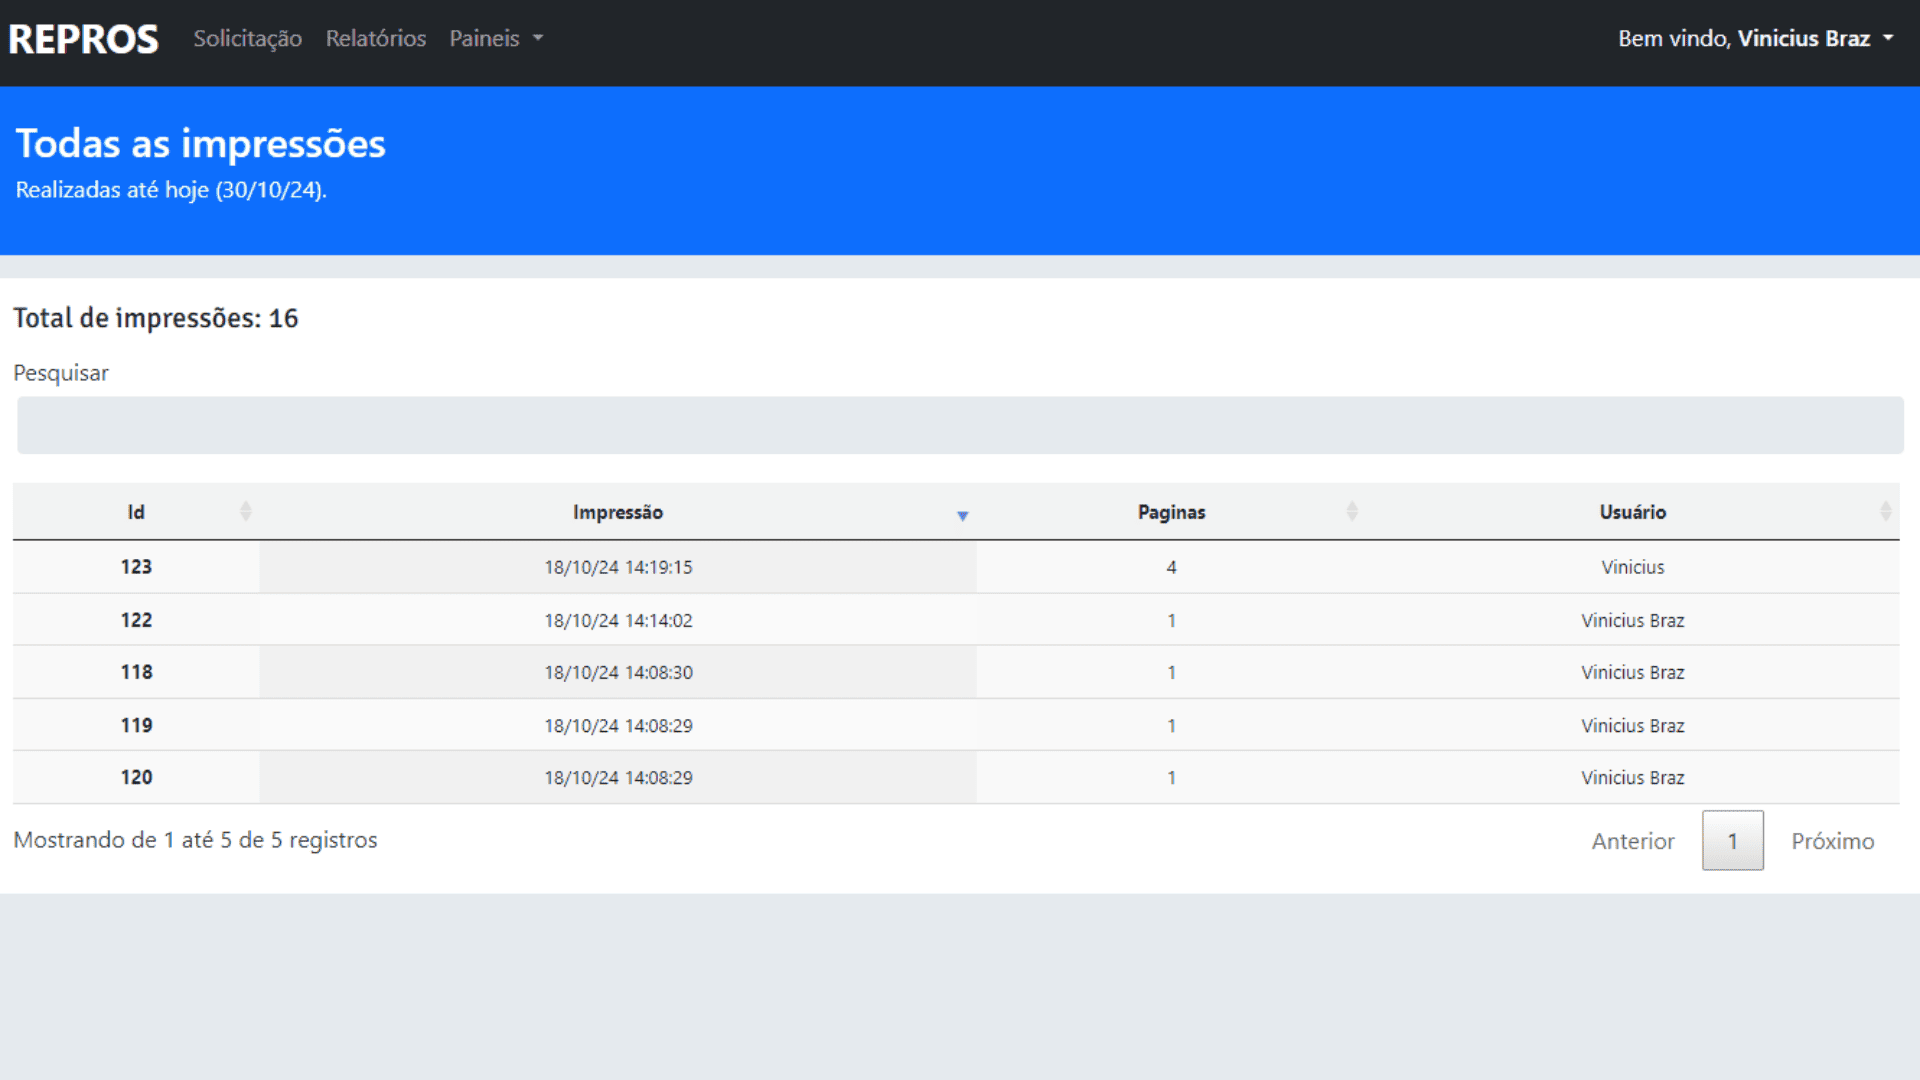 REPROS Solicitação Relatórios Paineis Bem vindo, Vinicius Braz
Todas as impressões
Realizadas até hoje (30/10/24).
Total de impressões: 16
Pesquisar
Id Impressão Paginas Usuário
123 18/10/24 14:19:15 4 Vinicius
122 18/10/24 14:14:02 1 Vinicius Braz
118 18/10/24 14:08:30 1 Vinicius Braz
119 18/10/24 14:08:29 1 Vinicius Braz
120 18/10/24 14:08:29 1 Vinicius Braz
Mostrando de 1 até 5 de 5 registros Anterior 1 Próximo